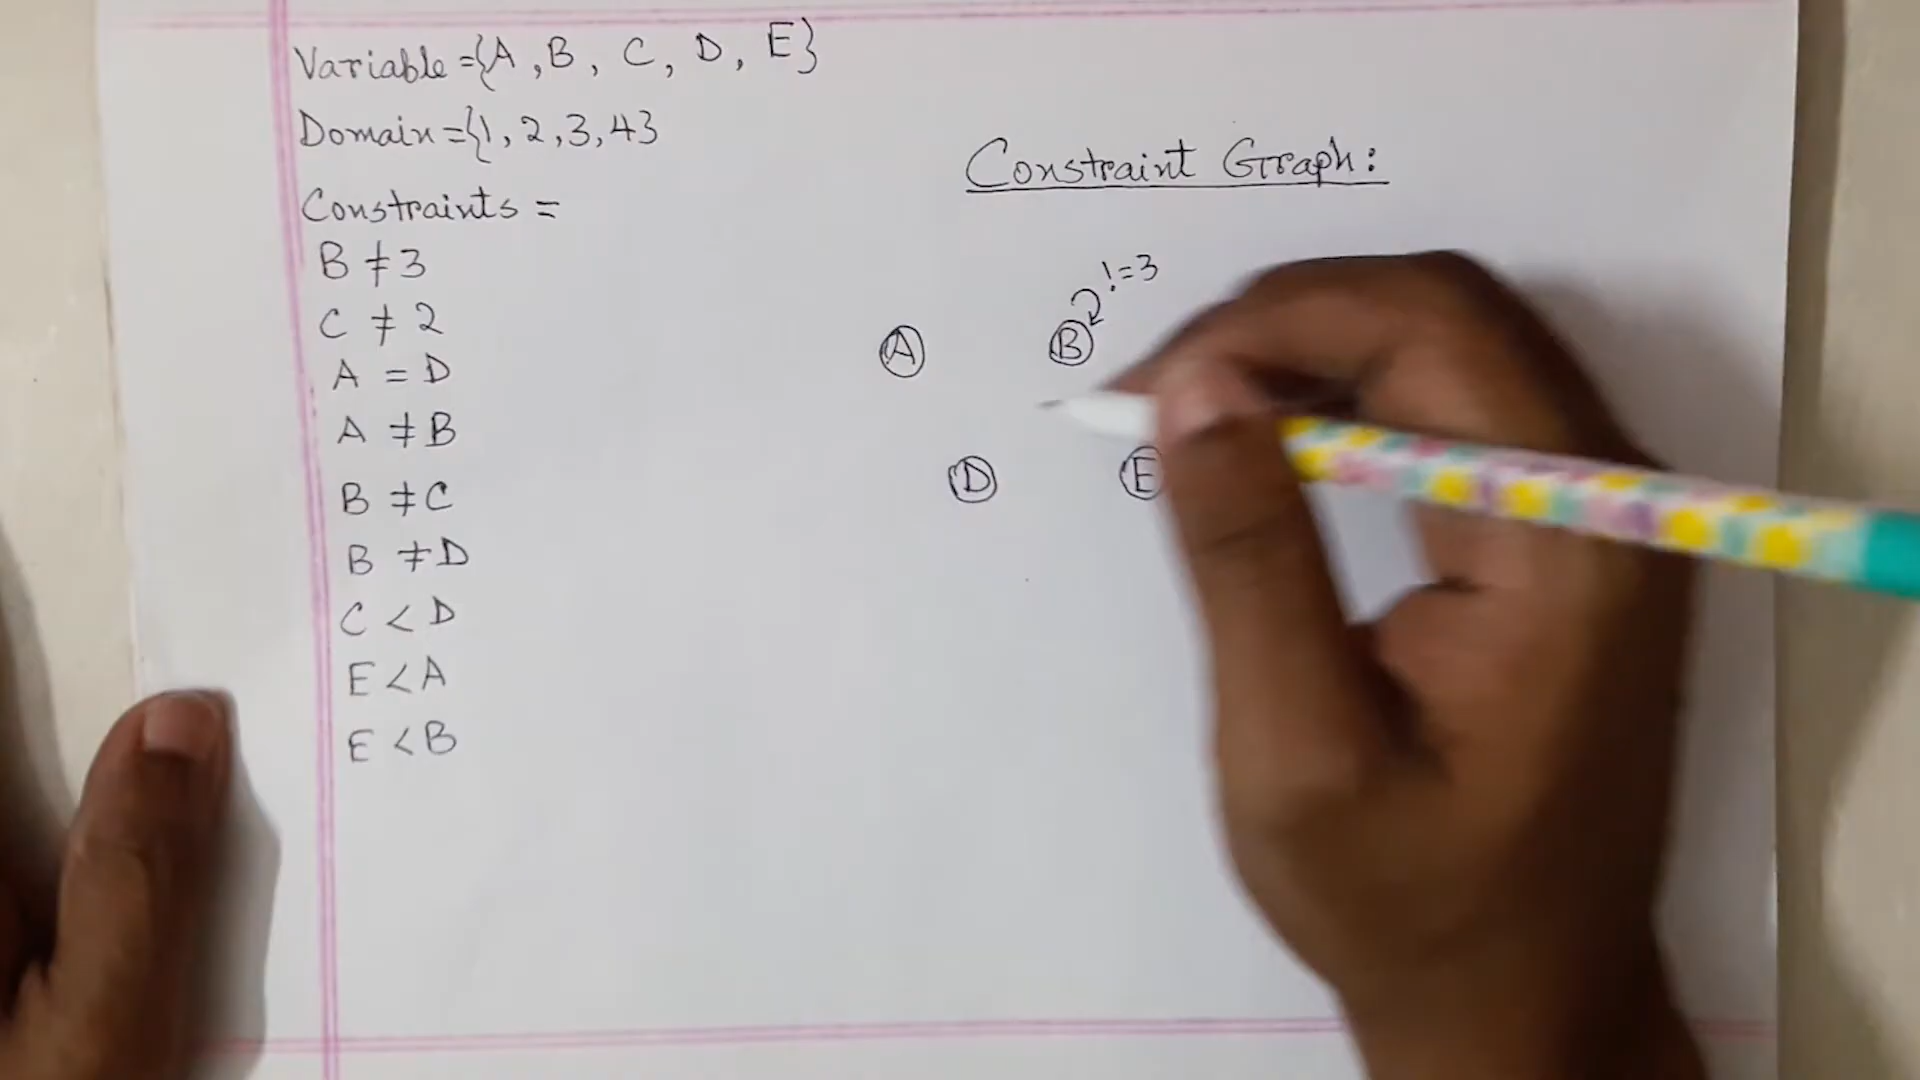 Variable ={A, B, C, D, E}
Domain ={1, 2, 3, 4}
Constraints =
B ≠ 3
C ≠ 2
A = D
A ≠ B
B ≠ C
B ≠ D
C < D
E < A
E < B
Constraint Graph:
!=3
A B
D E